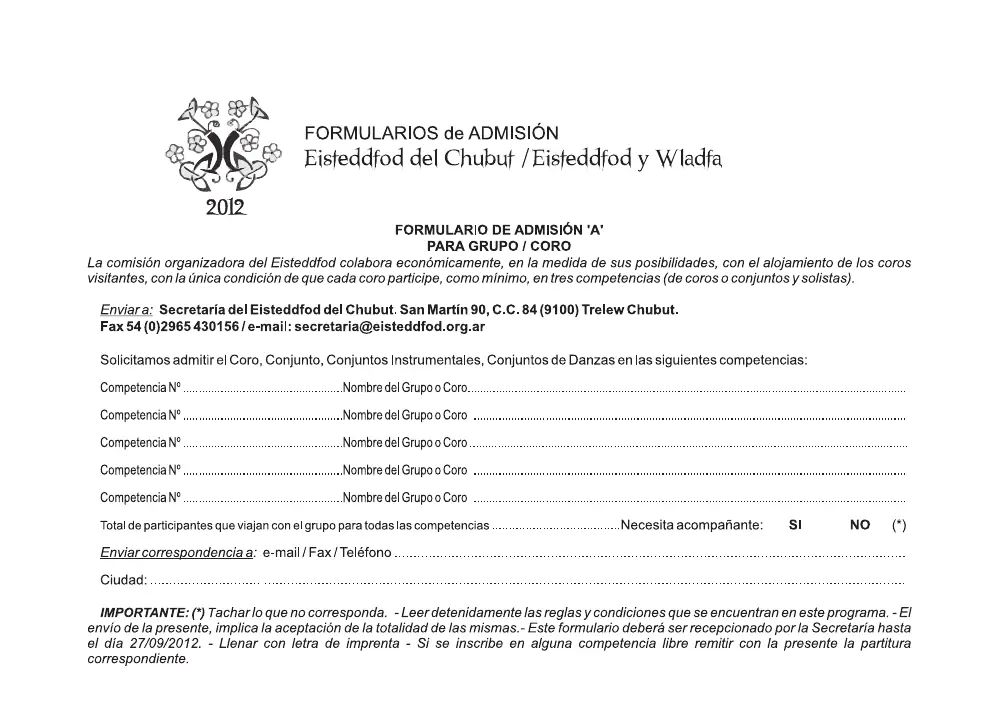 FORMULARIOS de ADMISIÓN
Eisteddfod del Chubut / Eisteddfod y Wladfa
2012
FORMULARIO DE ADMISIÓN 'A'
PARA GRUPO / CORO
La comisión organizadora del Eisteddfod colabora económicamente, en la medida de sus posibilidades, con el alojamiento de los coros
visitantes, con la única condición de que cada coro participe, como mínimo, en tres competencias (de coros o conjuntos y solistas).
Enviar a: Secretaría del Eisteddfod del Chubut. San Martín 90, C.C. 84 (9100) Trelew Chubut.
Fax 54 (0)2965 430156 / e-mail: secretaria@eisteddfod.org.ar
Solicitamos admitir el Coro, Conjunto, Conjuntos Instrumentales, Conjuntos de Danzas en las siguientes competencias:
Competencia Nº ....................................................Nombre del Grupo o Coro....................................................
Competencia Nº ....................................................Nombre del Grupo o Coro ....................................................
Competencia Nº ....................................................Nombre del Grupo o Coro ....................................................
Competencia Nº ....................................................Nombre del Grupo o Coro ....................................................
Competencia Nº ....................................................Nombre del Grupo o Coro ....................................................
Total de participantes que viajan con el grupo para todas las competencias ......................................Necesita acompañante: SI NO (*)
Enviar correspondencia a: e-mail / Fax / Teléfono ....................................................
Ciudad: ....................................................
IMPORTANTE: (*) Tachar lo que no corresponda. - Leer detenidamente las reglas y condiciones que se encuentran en este programa. - El
envío de la presente, implica la aceptación de la totalidad de las mismas.- Este formulario deberá ser recepcionado por la Secretaría hasta
el día 27/09/2012. - Llenar con letra de imprenta - Si se inscribe en alguna competencia libre remitir con la presente la partitura
correspondiente.